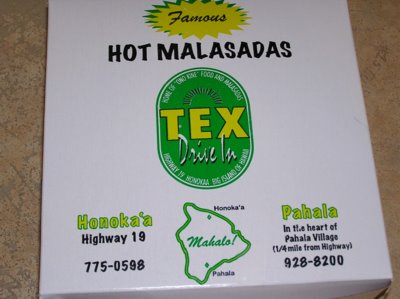 Famous
HOT MALASADAS
HOME OF "ONO KINE" FOOD AND MALASADAS
TEX
Drive In
HIGHWAY 19, HONOKAA BIG ISLAND OF HAWAII
Honoka'a
Highway 19
775-0598
Honoka'a
Mahalo!
Pahala
Pahala
In the heart of
Pahala Village
(1/4 mile from Highway)
928-8200